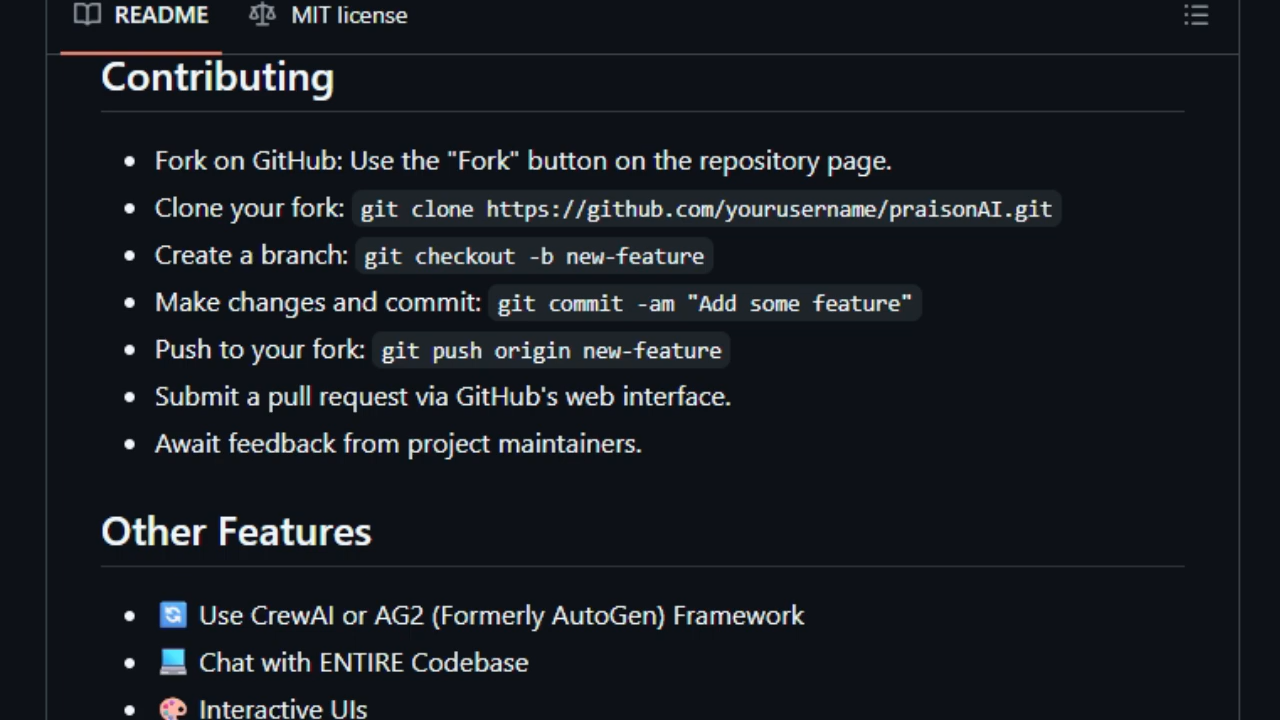 README MIT license
Contributing
Fork on GitHub: Use the "Fork" button on the repository page.
Clone your fork: git clone https://github.com/yourusername/praisonAI.git
Create a branch: git checkout -b new-feature
Make changes and commit: git commit -am "Add some feature"
Push to your fork: git push origin new-feature
Submit a pull request via GitHub's web interface.
Await feedback from project maintainers.
Other Features
Use CrewAI or AG2 (Formerly AutoGen) Framework
Chat with ENTIRE Codebase
Interactive UIs